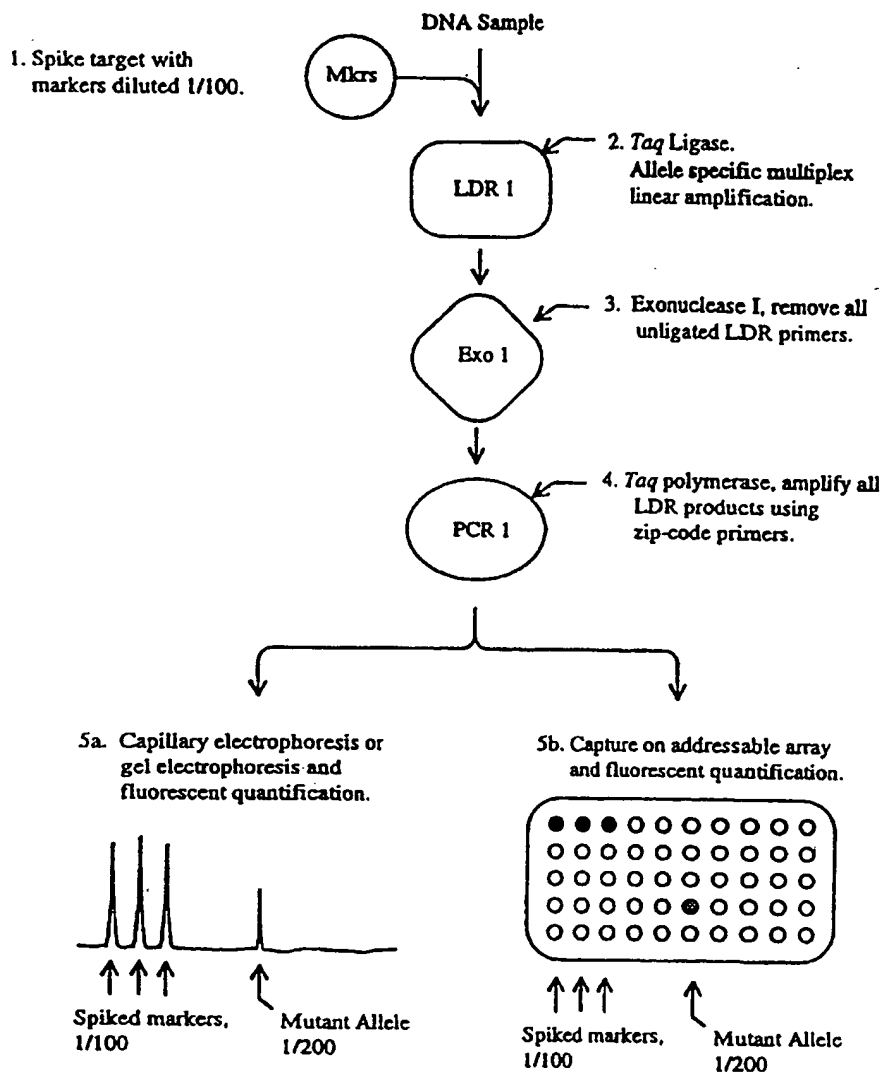 DNA Sample
1. Spike target with
markers diluted 1/100.
Mkrs
2. Taq Ligase.
Allele specific multiplex
linear amplification.
LDR 1
3. Exonuclease I, remove all
unligated LDR primers.
Exo 1
4. Taq polymerase, amplify all
LDR products using
zip-code primers.
PCR 1
5a. Capillary electrophoresis or
gel electrophoresis and
fluorescent quantification.
5b. Capture on addressable array
and fluorescent quantification.
Spiked markers,
1/100
Mutant Allele
1/200
Spiked markers,
1/100
Mutant Allele
1/200